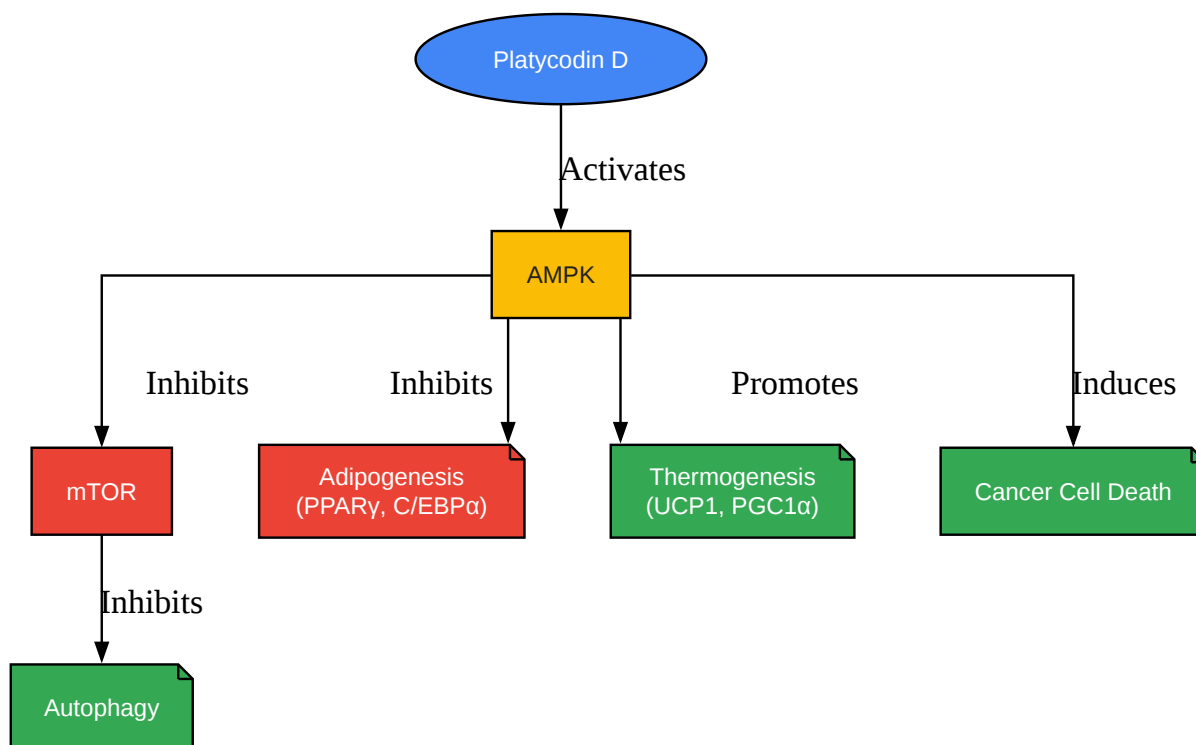 Platycodin D
Activates
AMPK
Inhibits
Inhibits
Promotes
Induces
mTOR
Adipogenesis
(PPARγ, C/EBPα)
Thermogenesis
(UCP1, PGC1α)
Cancer Cell Death
Inhibits
Autophagy